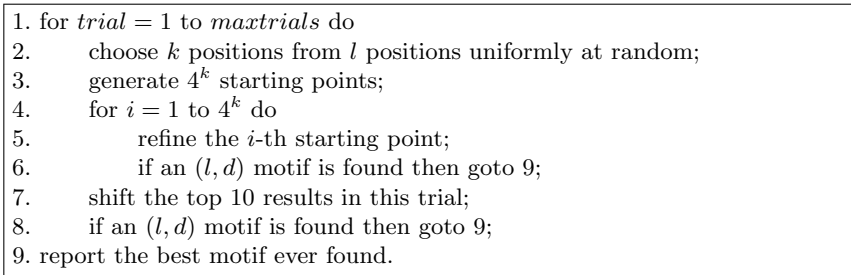 1. for trial = 1 to maxtrials do
2. choose k positions from l positions uniformly at random;
3. generate 4^k starting points;
4. for i = 1 to 4^k do
5. refine the i-th starting point;
6. if an (l, d) motif is found then goto 9;
7. shift the top 10 results in this trial;
8. if an (l, d) motif is found then goto 9;
9. report the best motif ever found.